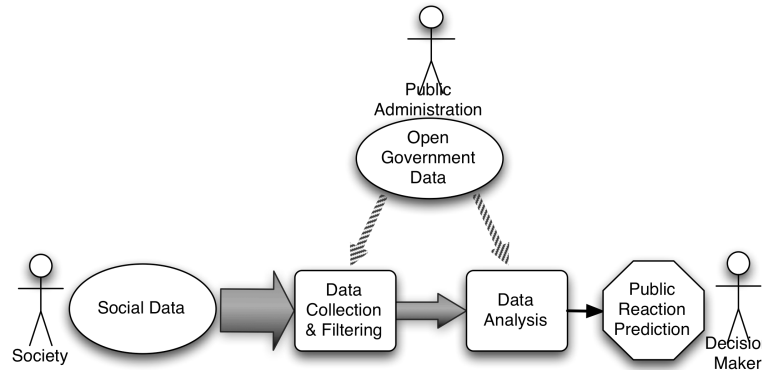 Public
Administration
Open
Government
Data
Social Data
Data
Collection
& Filtering
Data
Analysis
Public
Reaction
Prediction
Society
Decisio
Maker